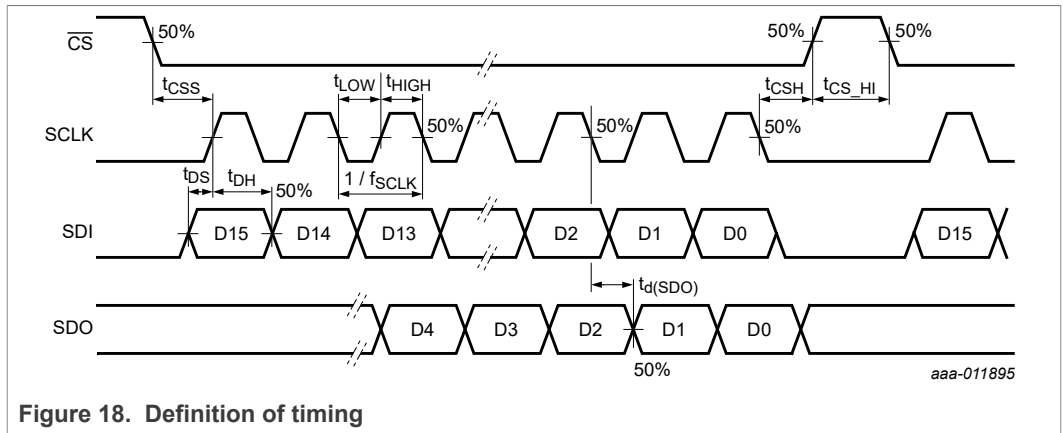 CS 50% 50% 50%
tCSS tLOW tHIGH tCSH tCS_HI
SCLK 50% 50% 50%
tDS tDH 50% 1 / fSCLK
SDI D15 D14 D13 D2 D1 D0 D15
td(SDO)
SDO D4 D3 D2 D1 D0
50%
aaa-011895
Figure 18. Definition of timing